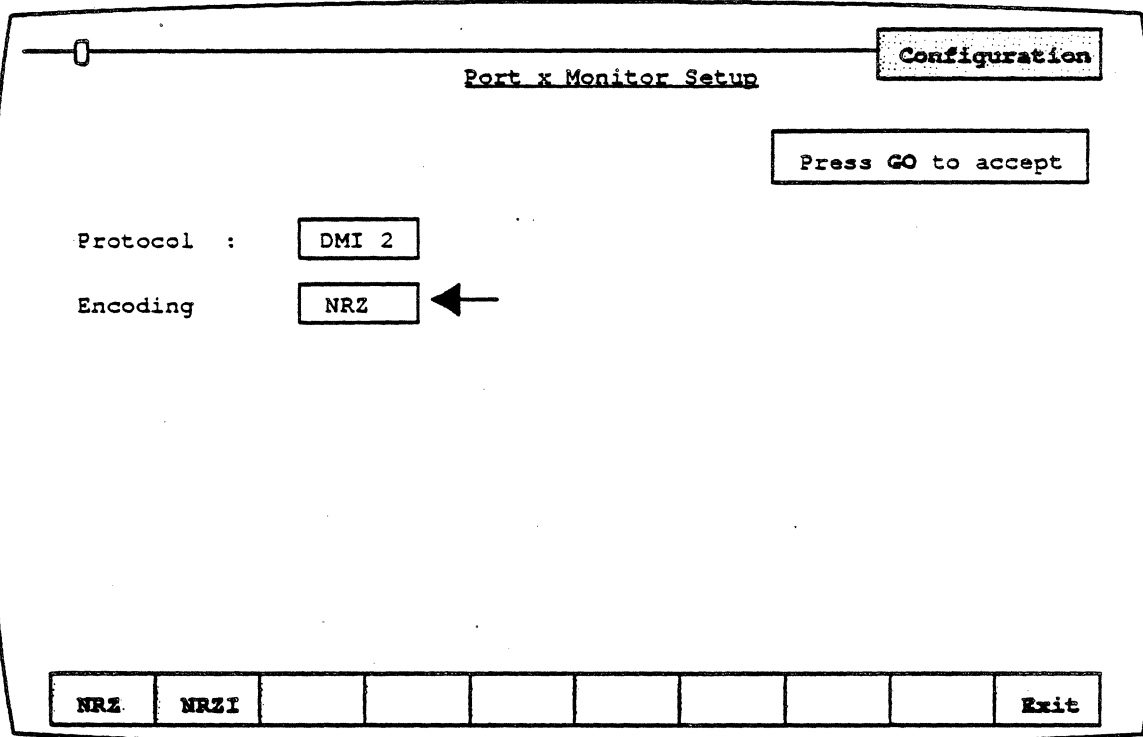 Configuration
Port x Monitor Setup
Press GO to accept
Protocol : DMI 2
Encoding NRZ
NRZ NRZI Exit